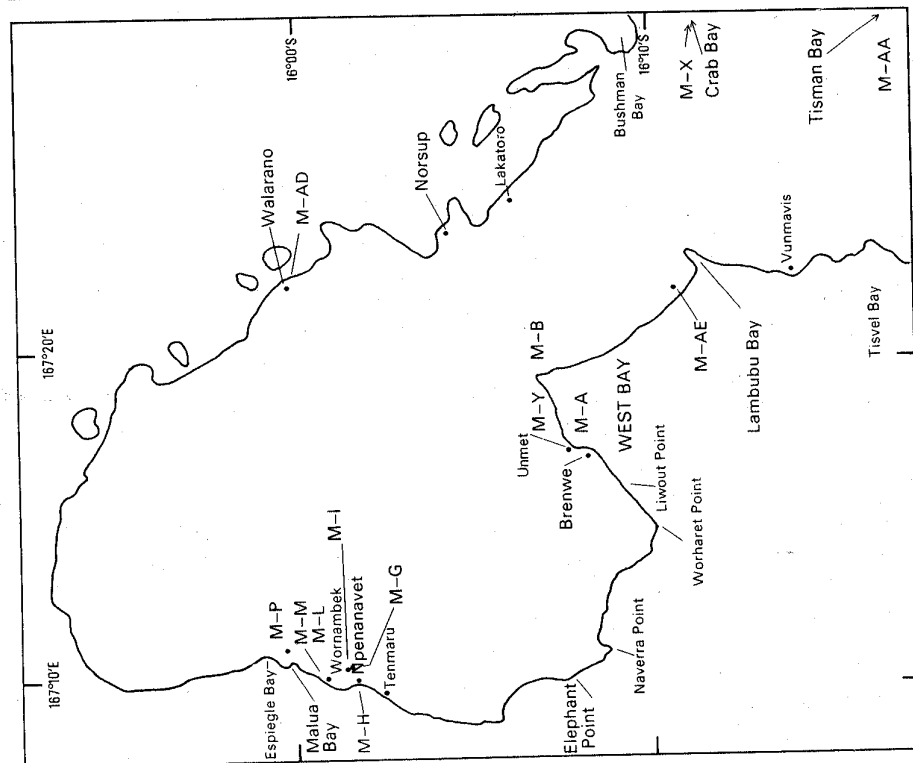 16°00'S
16°10'S
167°20'E
167°10'E
Walarano
M-AD
Norsup
Lakatoro
Bushman
Bay
M-X
Crab Bay
Tisman Bay
M-AA
Vunmavis
Tisvel Bay
Lambubu Bay
M-AE
M-B
M-Y
Unmet
M-A
Brenwe
WEST BAY
Liwout Point
Worharet Point
Naverra Point
Elephant
Point
M-I
M-P
M-M
M-L
Wornambek
Npenanavet
M-G
Tenmaru
M-H
Malua
Bay
Espiegle Bay